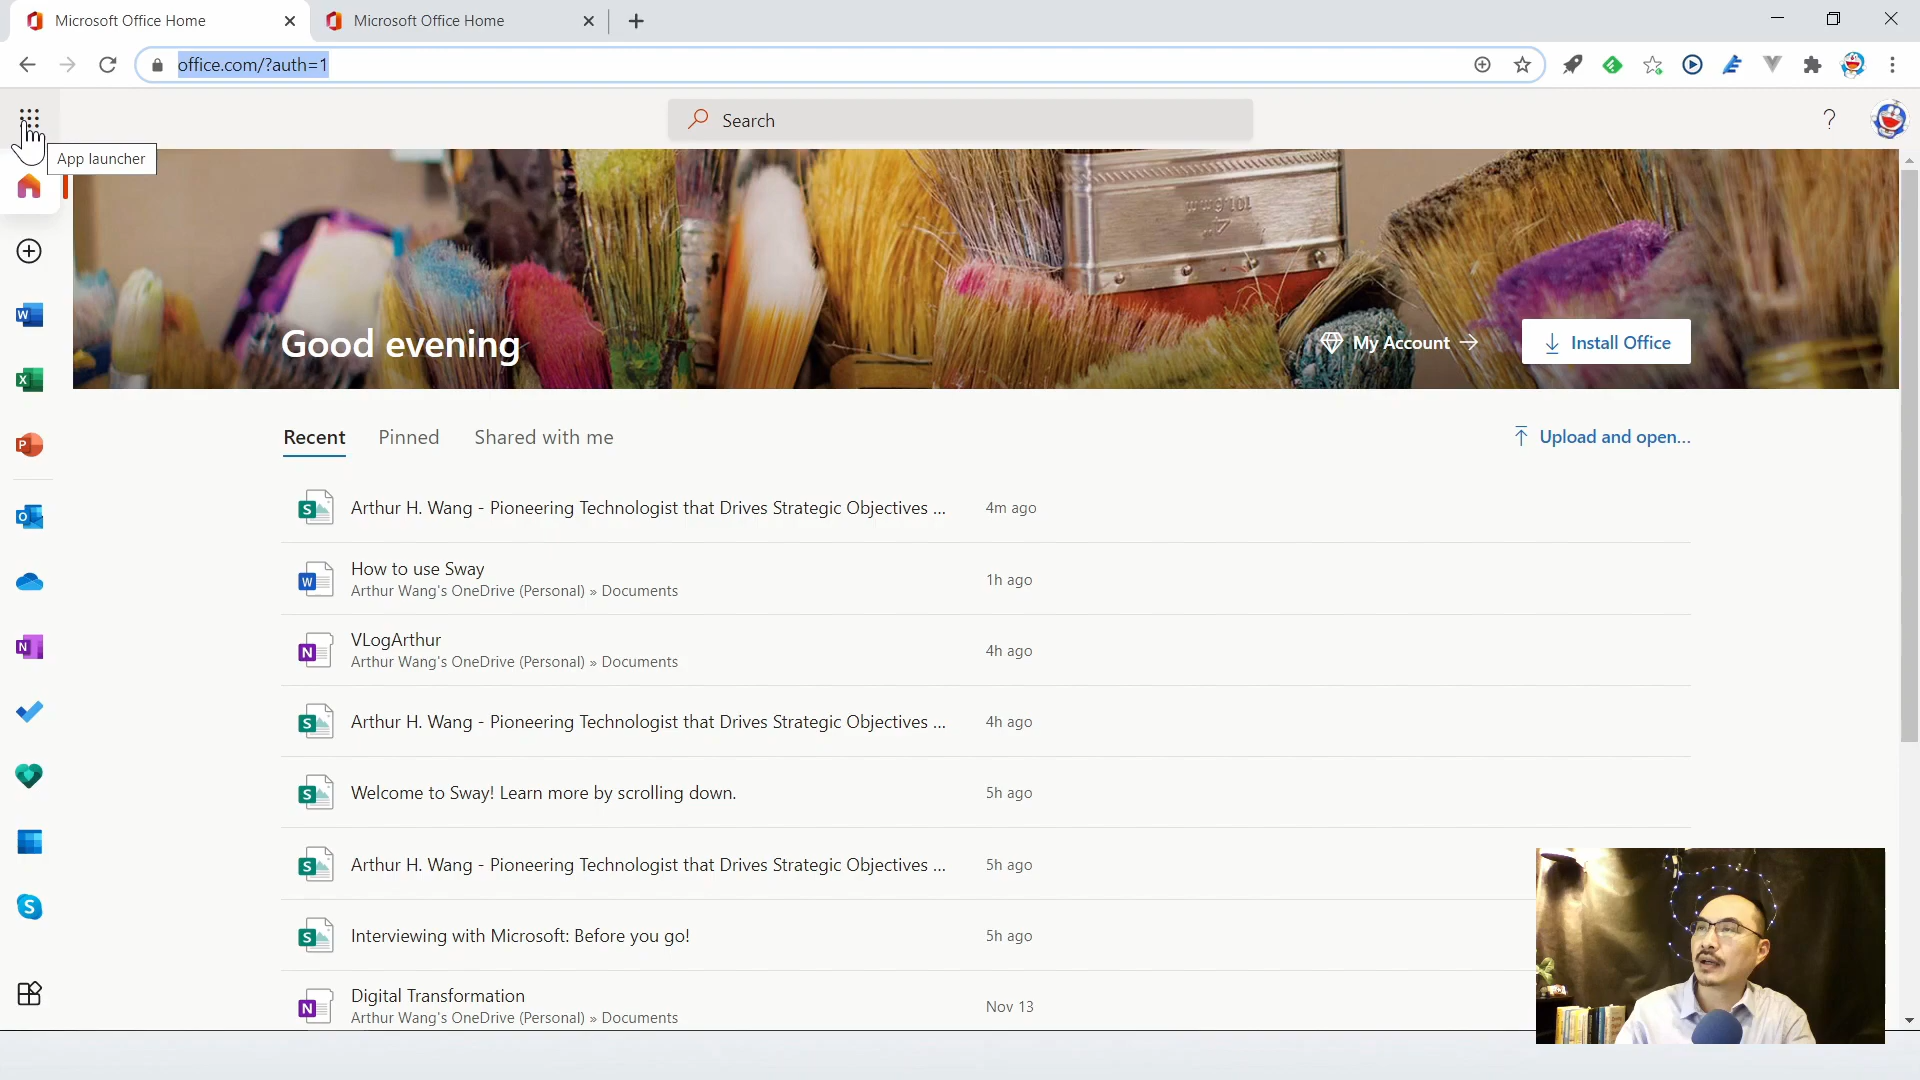 Microsoft Office Home
Microsoft Office Home
office.com/?auth=1
Search
App launcher
Good evening
My Account
Install Office
Recent
Pinned
Shared with me
Upload and open...
Arthur H. Wang - Pioneering Technologist that Drives Strategic Objectives ...
4m ago
How to use Sway
Arthur Wang's OneDrive (Personal) » Documents
1h ago
VLogArthur
Arthur Wang's OneDrive (Personal) » Documents
4h ago
Arthur H. Wang - Pioneering Technologist that Drives Strategic Objectives ...
4h ago
Welcome to Sway! Learn more by scrolling down.
5h ago
Arthur H. Wang - Pioneering Technologist that Drives Strategic Objectives ...
5h ago
Interviewing with Microsoft: Before you go!
5h ago
Digital Transformation
Arthur Wang's OneDrive (Personal) » Documents
Nov 13